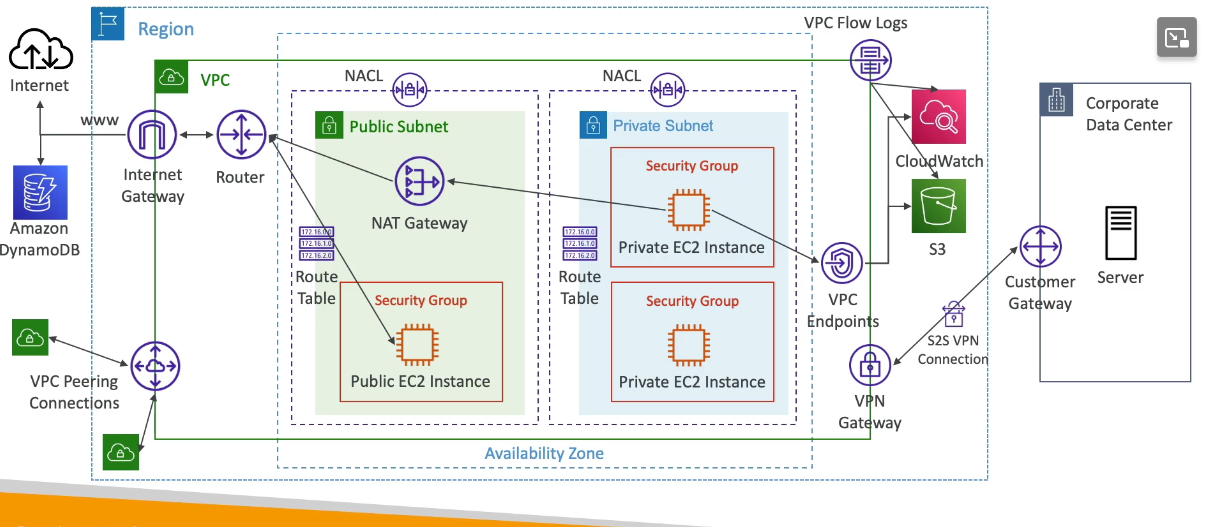 VPC Flow Logs
Region
Internet
NACL
NACL
VPC
www
Public Subnet
Private Subnet
Security Group
Corporate
Data Center
CloudWatch
Internet
Gateway
Router
NAT Gateway
Private EC2 Instance
Amazon
DynamoDB
172.16.0.0
172.16.1.0
172.16.2.0
Route
Table
172.16.0.0
172.16.1.0
172.16.2.0
Route
Table
S3
VPC
Endpoints
Customer
Gateway
Server
Security Group
Security Group
S2S VPN
Connection
VPC Peering
Connections
Public EC2 Instance
Private EC2 Instance
VPN
Gateway
Availability Zone